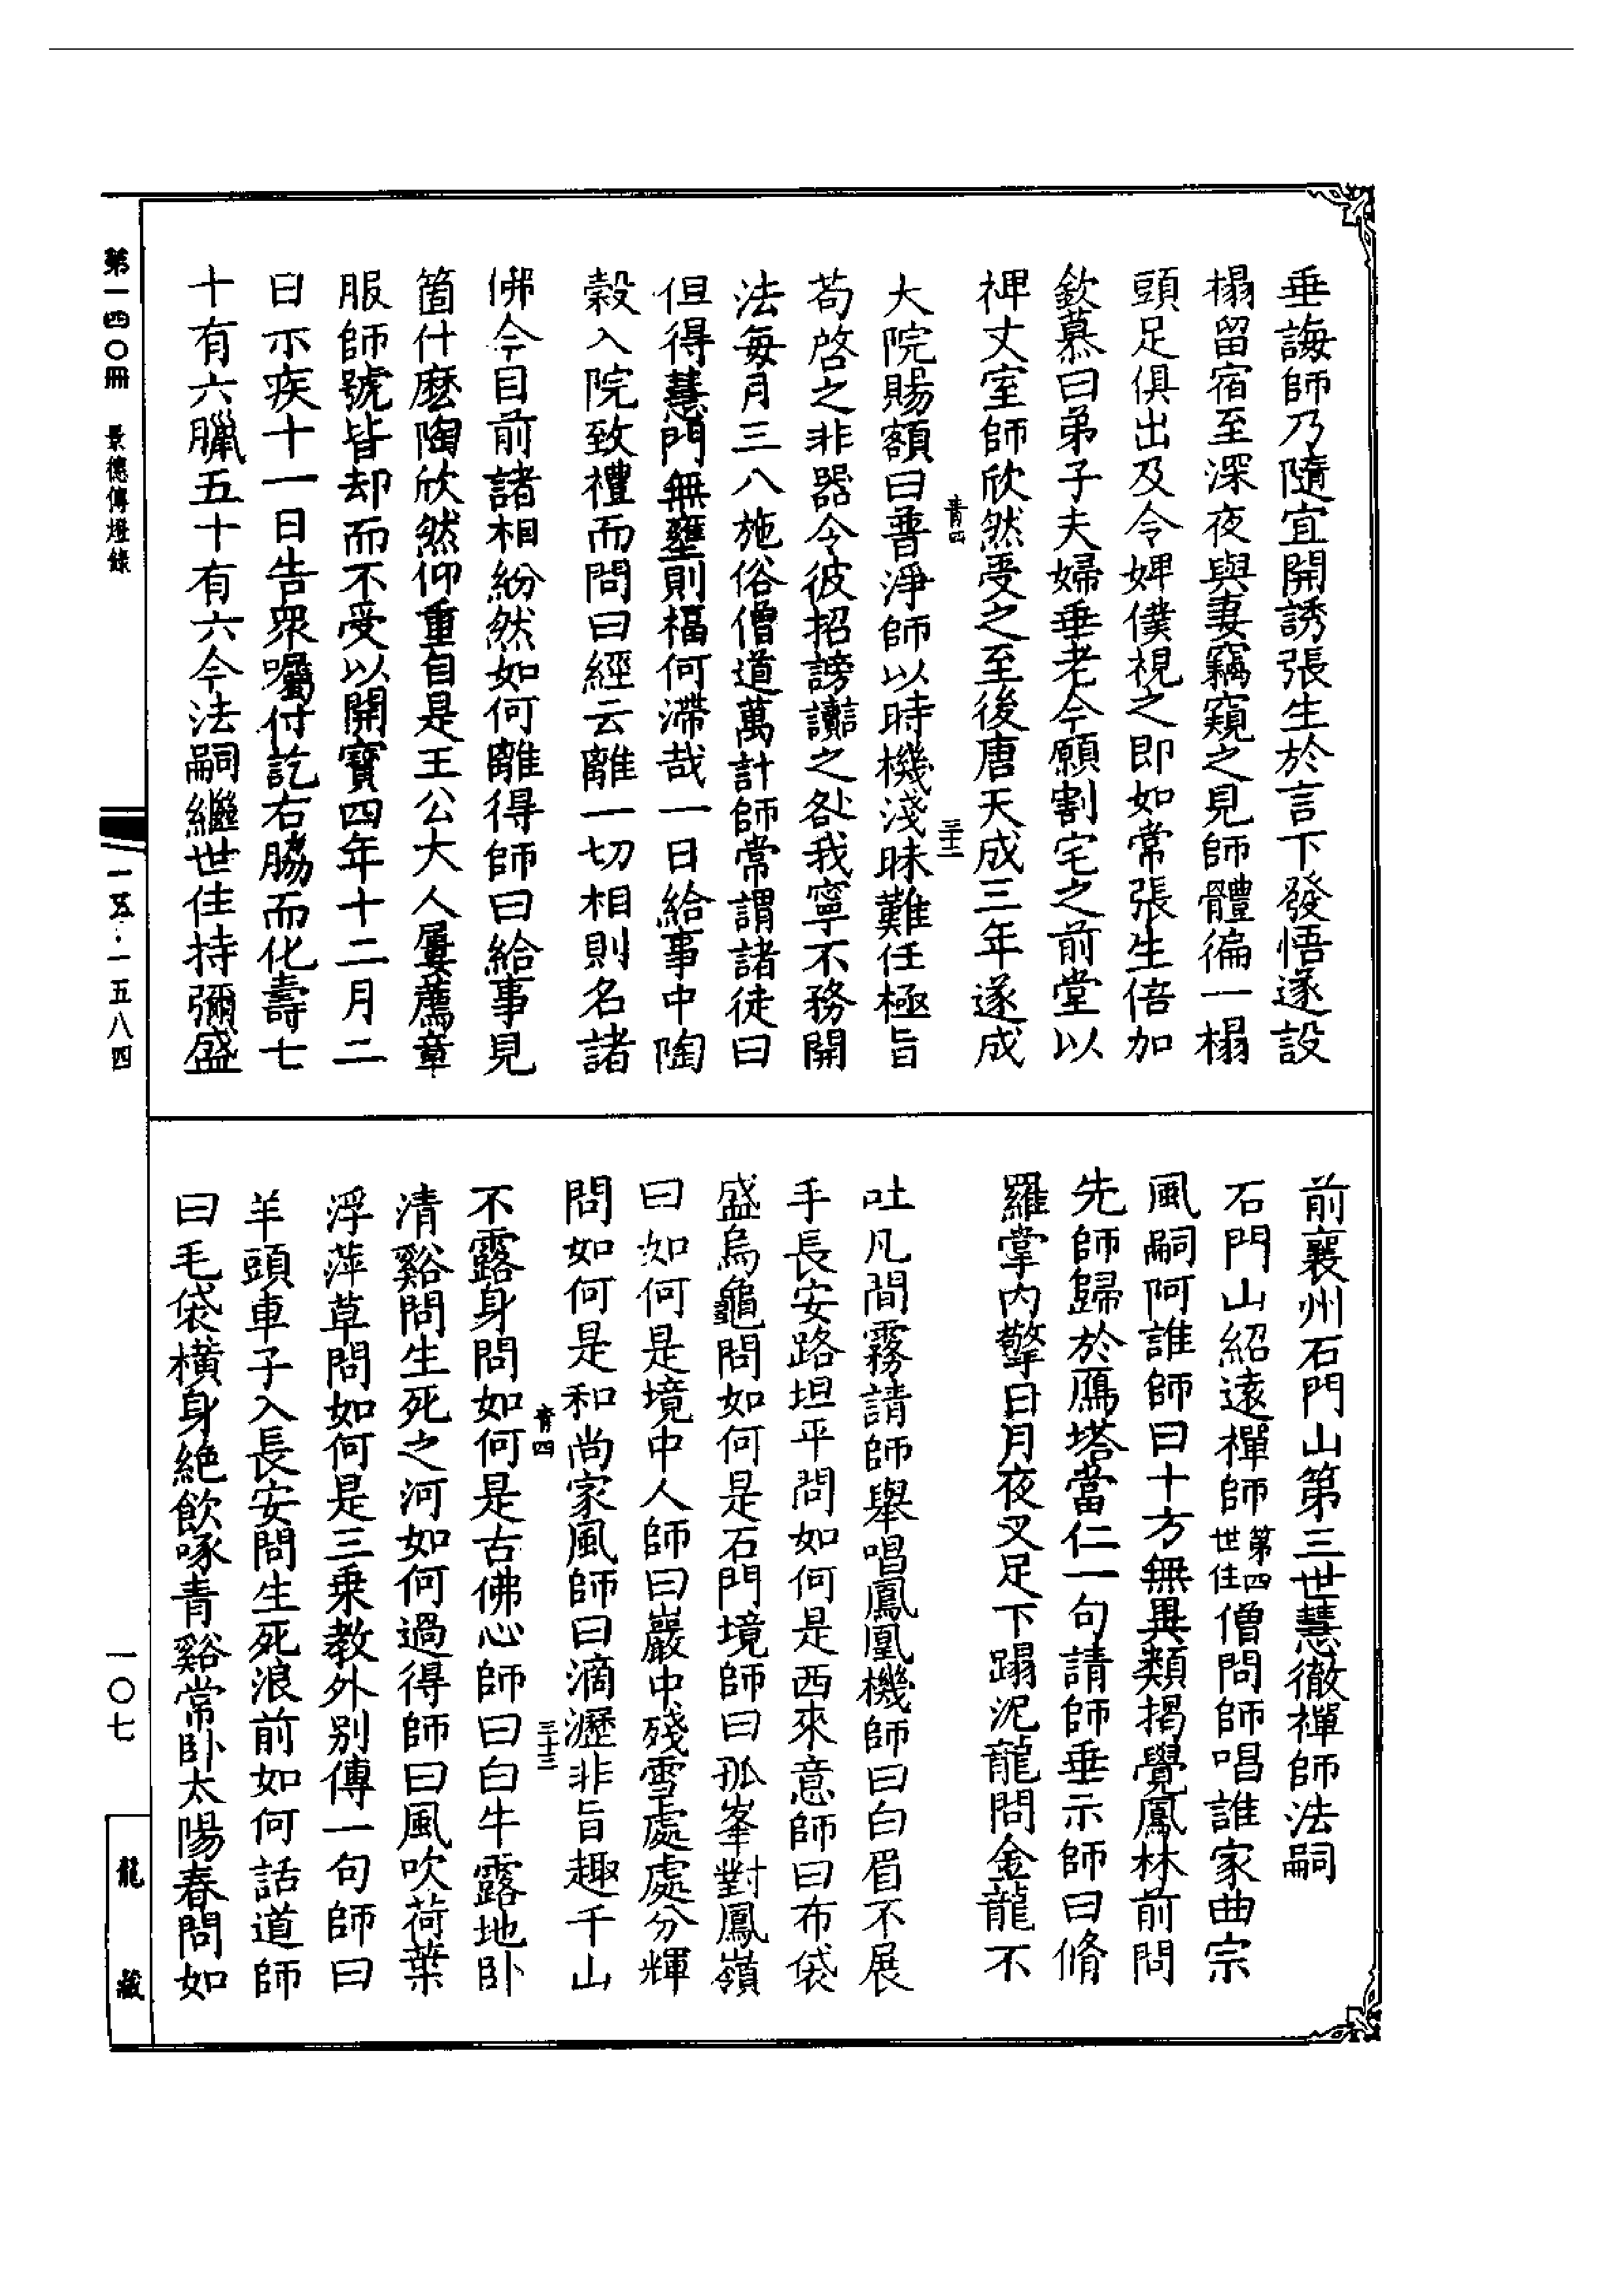 垂誨師乃隨宜開誘張生於言下發悟遂設
榻留宿至深夜與妻竊窺之見師體徧一榻
頭足俱出及令婢僕視之即如常張生倍加
欽慕曰弟子夫婦垂老今願割宅之前堂以
裨丈室師欣然受之至後唐天成三年遂成
青四
三十二
大院賜額曰普淨師以時機淺昧難任極旨
苟啓之非器令彼招謗讟之咎我寧不務開
法每月三八施俗僧道萬計師常謂諸徒曰
但得慧門無壅則福何滯哉一日給事中陶
穀入院致禮而問曰經云離一切相則名諸
佛今目前諸相紛然如何離得師曰給事見
箇什麼陶欣然仰重自是王公大人屢薦章
服師號皆却而不受以開寶四年十二月二
日示疾十一日告眾囑付訖右脇而化壽七
十有六臘五十有六今法嗣繼世住持彌盛
前襄州石門山第三世慧徹禪師法嗣
石門山紹遠禪師第四世住僧問師唱誰家曲宗
風嗣阿誰師曰十方無異類揭覺鳳林前問
先師歸於鴈塔當仁一句請師垂示師曰脩
羅掌內擎日月夜叉足下蹋泥龍問金龍不
吐凡間霧請師舉唱鳳凰機師曰白眉不展
手長安路坦平問如何是西來意師曰布袋
盛烏龜問如何是石門境師曰孤峯對鳳嶺
曰如何是境中人師曰巖中殘雪處處分輝
問如何是和尚家風師曰滴瀝非旨趣千山
青四
三十三
不露身問如何是古佛心師曰白牛露地卧
清谿問生死之河如何過得師曰風吹荷葉
浮萍草問如何是三乘教外別傳一句師曰
羊頭車子入長安問生死浪前如何話道師
曰毛袋橫身絕飲啄青谿常卧太陽春問如
第一四〇冊　景德傳燈錄
一五·一五八四
一〇七
龍藏